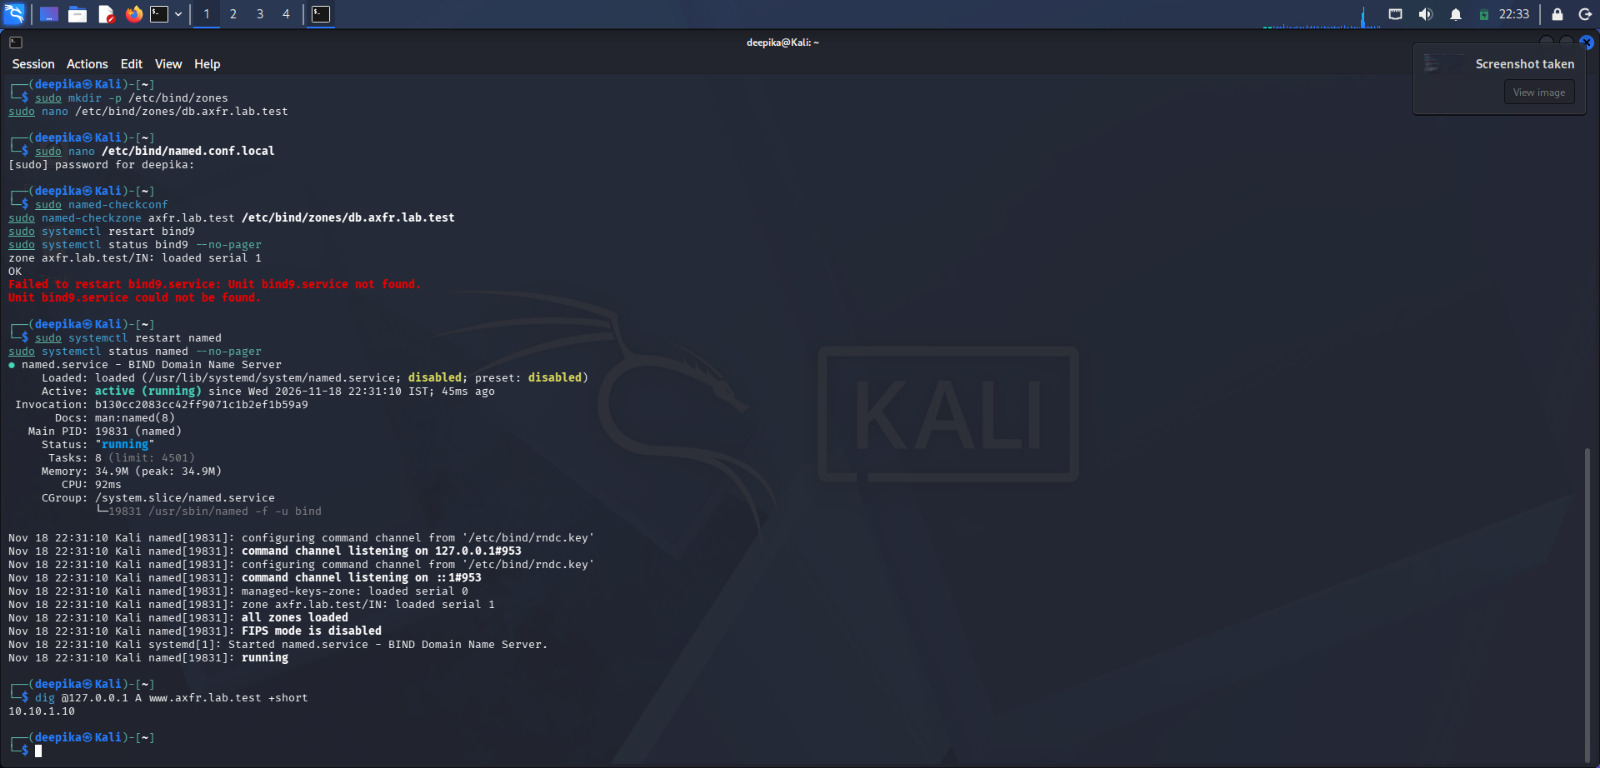 1 2 3 4 22:33
deepika@Kali: ~
Session Actions Edit View Help
Screenshot taken
View image
┌──(deepika㉿Kali)-[~]
└─$ sudo mkdir -p /etc/bind/zones
sudo nano /etc/bind/zones/db.axfr.lab.test
┌──(deepika㉿Kali)-[~]
└─$ sudo nano /etc/bind/named.conf.local
[sudo] password for deepika:
┌──(deepika㉿Kali)-[~]
└─$ sudo named-checkconf
sudo named-checkzone axfr.lab.test /etc/bind/zones/db.axfr.lab.test
sudo systemctl restart bind9
sudo systemctl status bind9 --no-pager
zone axfr.lab.test/IN: loaded serial 1
OK
Failed to restart bind9.service: Unit bind9.service not found.
Unit bind9.service could not be found.
┌──(deepika㉿Kali)-[~]
└─$ sudo systemctl restart named
sudo systemctl status named --no-pager
● named.service - BIND Domain Name Server
Loaded: loaded (/usr/lib/systemd/system/named.service; disabled; preset: disabled)
Active: active (running) since Wed 2026-11-18 22:31:10 IST; 45ms ago
Invocation: b130cc2083cc42ff9071c1b2ef1b59a9
Docs: man:named(8)
Main PID: 19831 (named)
Status: "running"
Tasks: 8 (limit: 4501)
Memory: 34.9M (peak: 34.9M)
CPU: 92ms
CGroup: /system.slice/named.service
└─19831 /usr/sbin/named -f -u bind
Nov 18 22:31:10 Kali named[19831]: configuring command channel from '/etc/bind/rndc.key'
Nov 18 22:31:10 Kali named[19831]: command channel listening on 127.0.0.1#953
Nov 18 22:31:10 Kali named[19831]: configuring command channel from '/etc/bind/rndc.key'
Nov 18 22:31:10 Kali named[19831]: command channel listening on ::1#953
Nov 18 22:31:10 Kali named[19831]: managed-keys-zone: loaded serial 0
Nov 18 22:31:10 Kali named[19831]: zone axfr.lab.test/IN: loaded serial 1
Nov 18 22:31:10 Kali named[19831]: all zones loaded
Nov 18 22:31:10 Kali named[19831]: FIPS mode is disabled
Nov 18 22:31:10 Kali systemd[1]: Started named.service - BIND Domain Name Server.
Nov 18 22:31:10 Kali named[19831]: running
┌──(deepika㉿Kali)-[~]
└─$ dig @127.0.0.1 A www.axfr.lab.test +short
10.10.1.10
┌──(deepika㉿Kali)-[~]
└─$
KALI